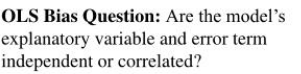 OLS Bias Question: Are the model’s
explanatory variable and error term
independent or correlated?